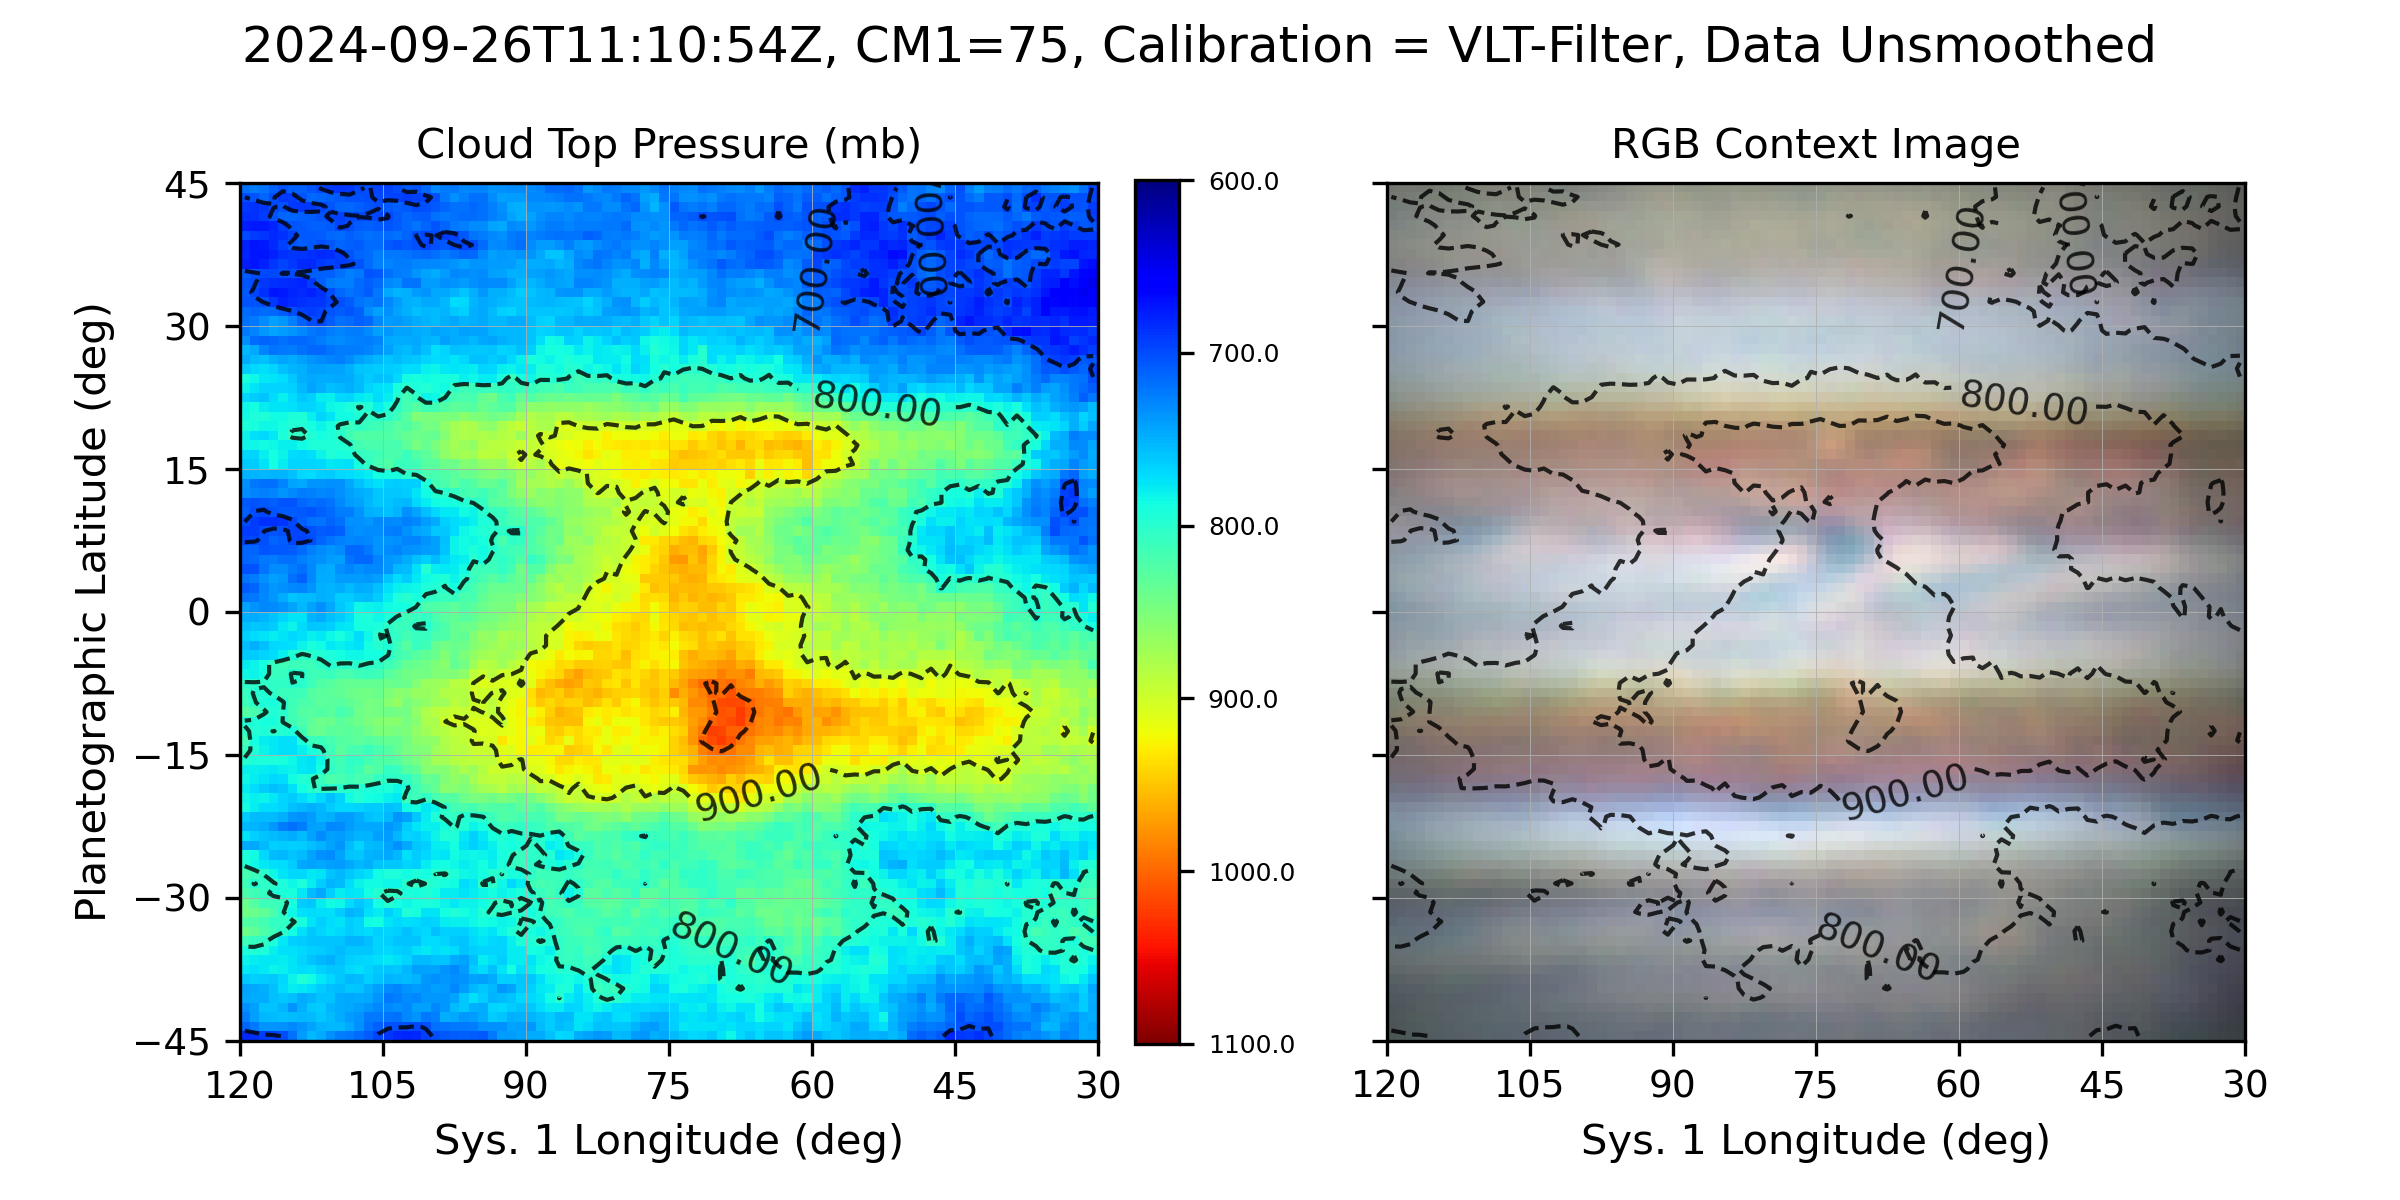 2024-09-26T11:10:54Z, CM1=75, Calibration = VLT-Filter, Data Unsmoothed
Cloud Top Pressure (mb)
RGB Context Image
Planetographic Latitude (deg)
45
30
15
0
−15
−30
−45
120 105 90 75 60 45 30
Sys. 1 Longitude (deg)
700.00
800.00
900.00
800.00
600.0
700.0
800.0
900.0
1000.0
1100.0
700.00
800.00
900.00
800.00
120 105 90 75 60 45 30
Sys. 1 Longitude (deg)